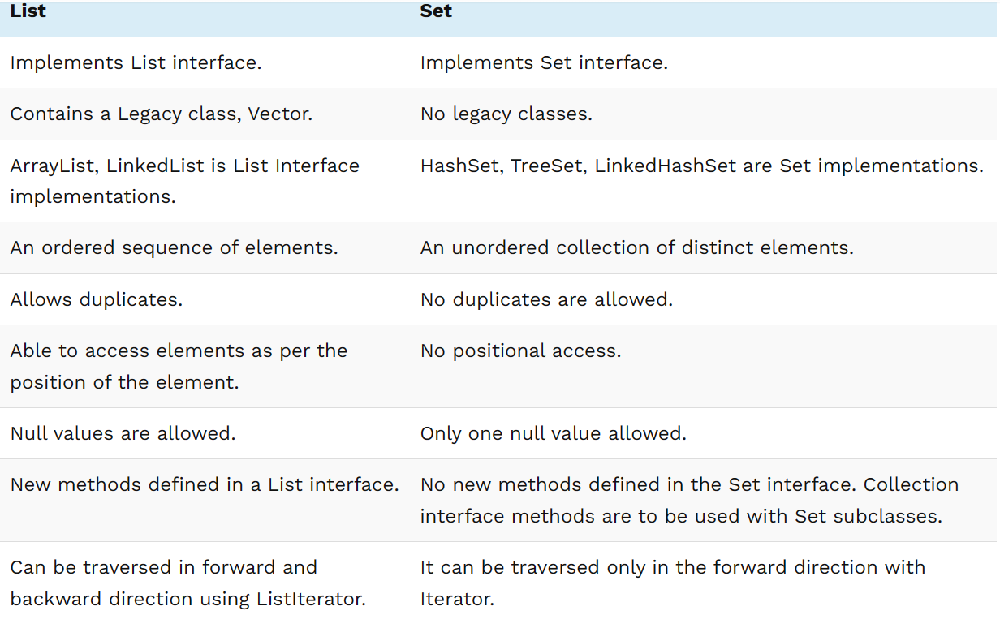 List Set
Implements List interface. Implements Set interface.
Contains a Legacy class, Vector. No legacy classes.
ArrayList, LinkedList is List Interface
implementations.
HashSet, TreeSet, LinkedHashSet are Set implementations.
An ordered sequence of elements. An unordered collection of distinct elements.
Allows duplicates. No duplicates are allowed.
Able to access elements as per the
position of the element.
No positional access.
Null values are allowed. Only one null value allowed.
New methods defined in a List interface.
No new methods defined in the Set interface. Collection
interface methods are to be used with Set subclasses.
Can be traversed in forward and
backward direction using ListIterator.
It can be traversed only in the forward direction with
Iterator.